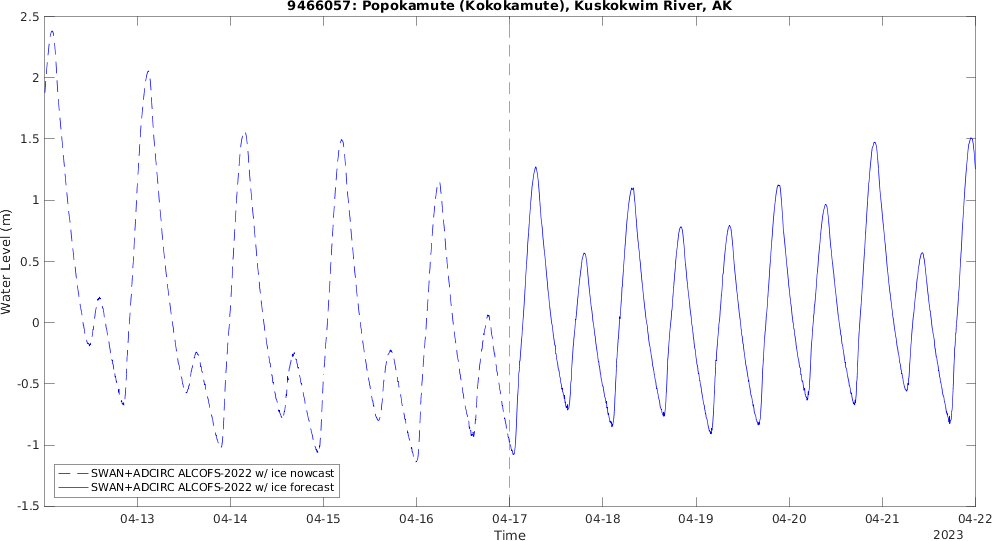 9466057: Popokamute (Kokokamute), Kuskokwim River, AK
Water Level (m)
2.5
2
1.5
1
0.5
0
-0.5
-1
-1.5
SWAN+ADCIRC ALCOFS-2022 w/ ice nowcast
SWAN+ADCIRC ALCOFS-2022 w/ ice forecast
04-13 04-14 04-15 04-16 04-17 04-18 04-19 04-20 04-21 04-22
Time
2023